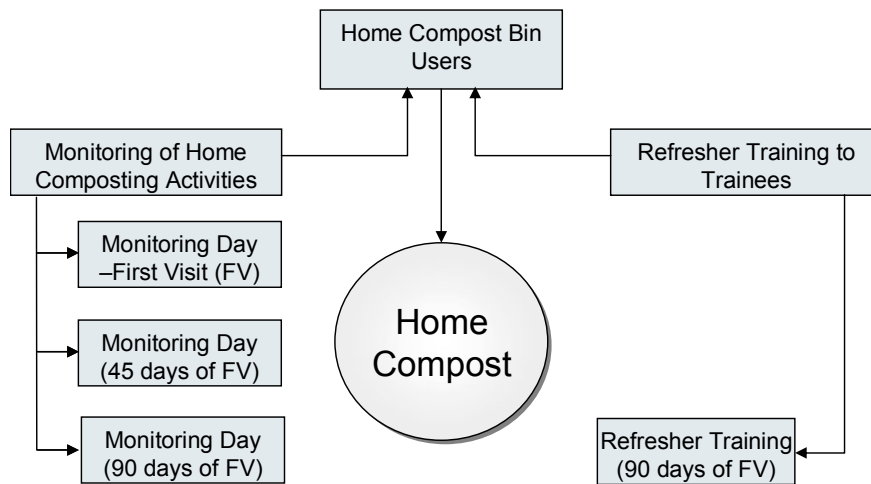 Home Compost Bin
Users
Monitoring of Home
Composting Activities
Refresher Training to
Trainees
Monitoring Day
–First Visit (FV)
Monitoring Day
(45 days of FV)
Monitoring Day
(90 days of FV)
Home
Compost
Refresher Training
(90 days of FV)